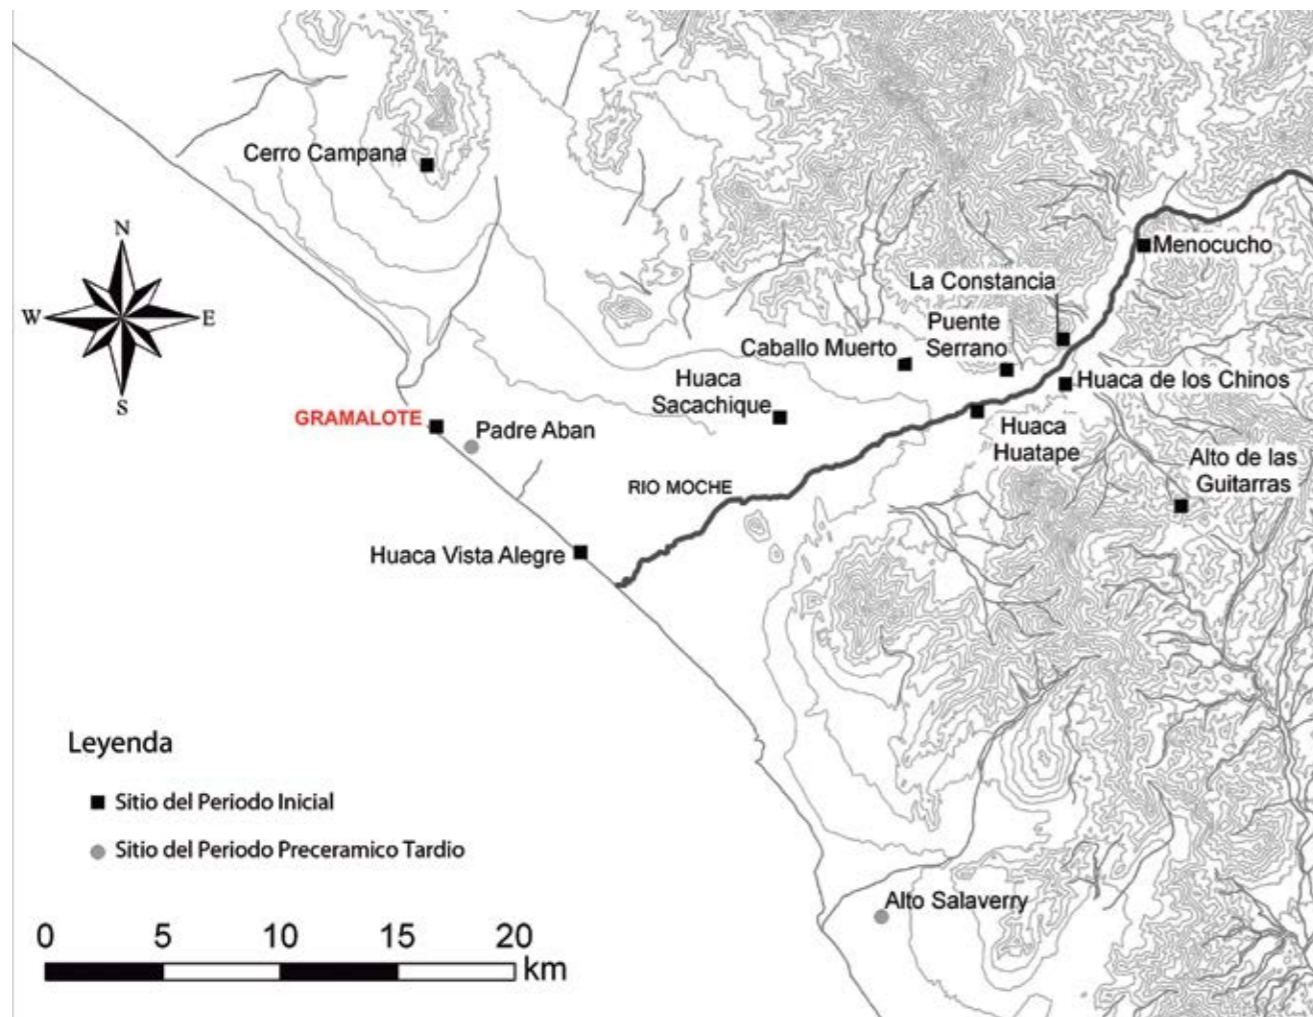 Cerro Campana
N
W
E
S
Menocucho
La Constancia
Puente
Serrano
Caballo Muerto
Huaca
Sacachique
Huaca de los Chinos
GRAMALOTE
Padre Aban
Huaca
Huatape
Alto de las
Guitarras
RIO MOCHE
Huaca Vista Alegre
Leyenda
Sitio del Periodo Inicial
Sitio del Periodo Preceramico Tardio
Alto Salaverry
0 5 10 15 20
km